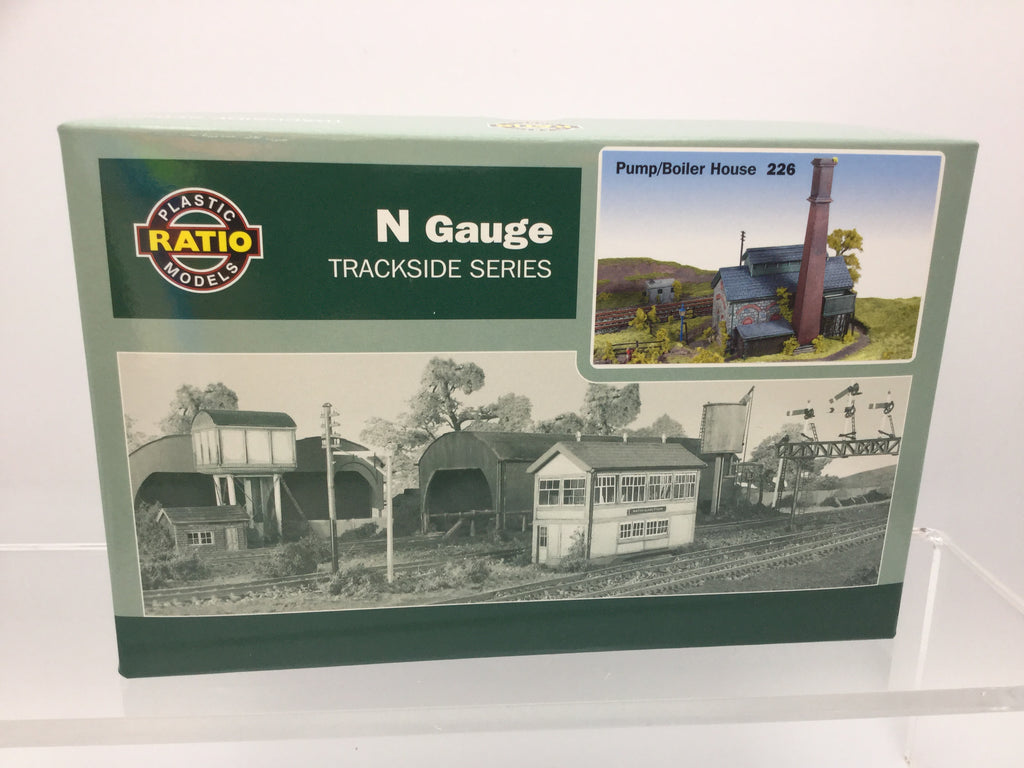 PLASTIC
RATIO
MODELS
N Gauge
TRACKSIDE SERIES
Pump/Boiler House 226